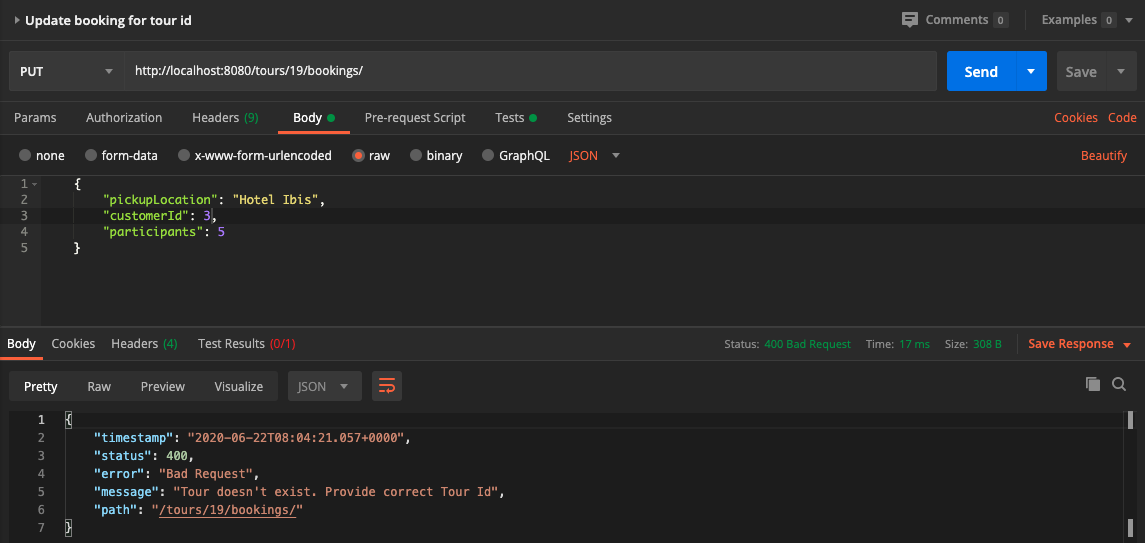 Update booking for tour id Comments 0 Examples 0
PUT http://localhost:8080/tours/19/bookings/ Send Save
Params Authorization Headers (9) Body Pre-request Script Tests Settings Cookies Code
none form-data x-www-form-urlencoded raw binary GraphQL JSON Beautify
1 {
2 "pickupLocation": "Hotel Ibis",
3 "customerId": 3,
4 "participants": 5
5 }
Body Cookies Headers (4) Test Results (0/1) Status: 400 Bad Request Time: 17 ms Size: 308 B Save Response
Pretty Raw Preview Visualize JSON
1 {
2 "timestamp": "2020-06-22T08:04:21.057+0000",
3 "status": 400,
4 "error": "Bad Request",
5 "message": "Tour doesn't exist. Provide correct Tour Id",
6 "path": "/tours/19/bookings/"
7 }